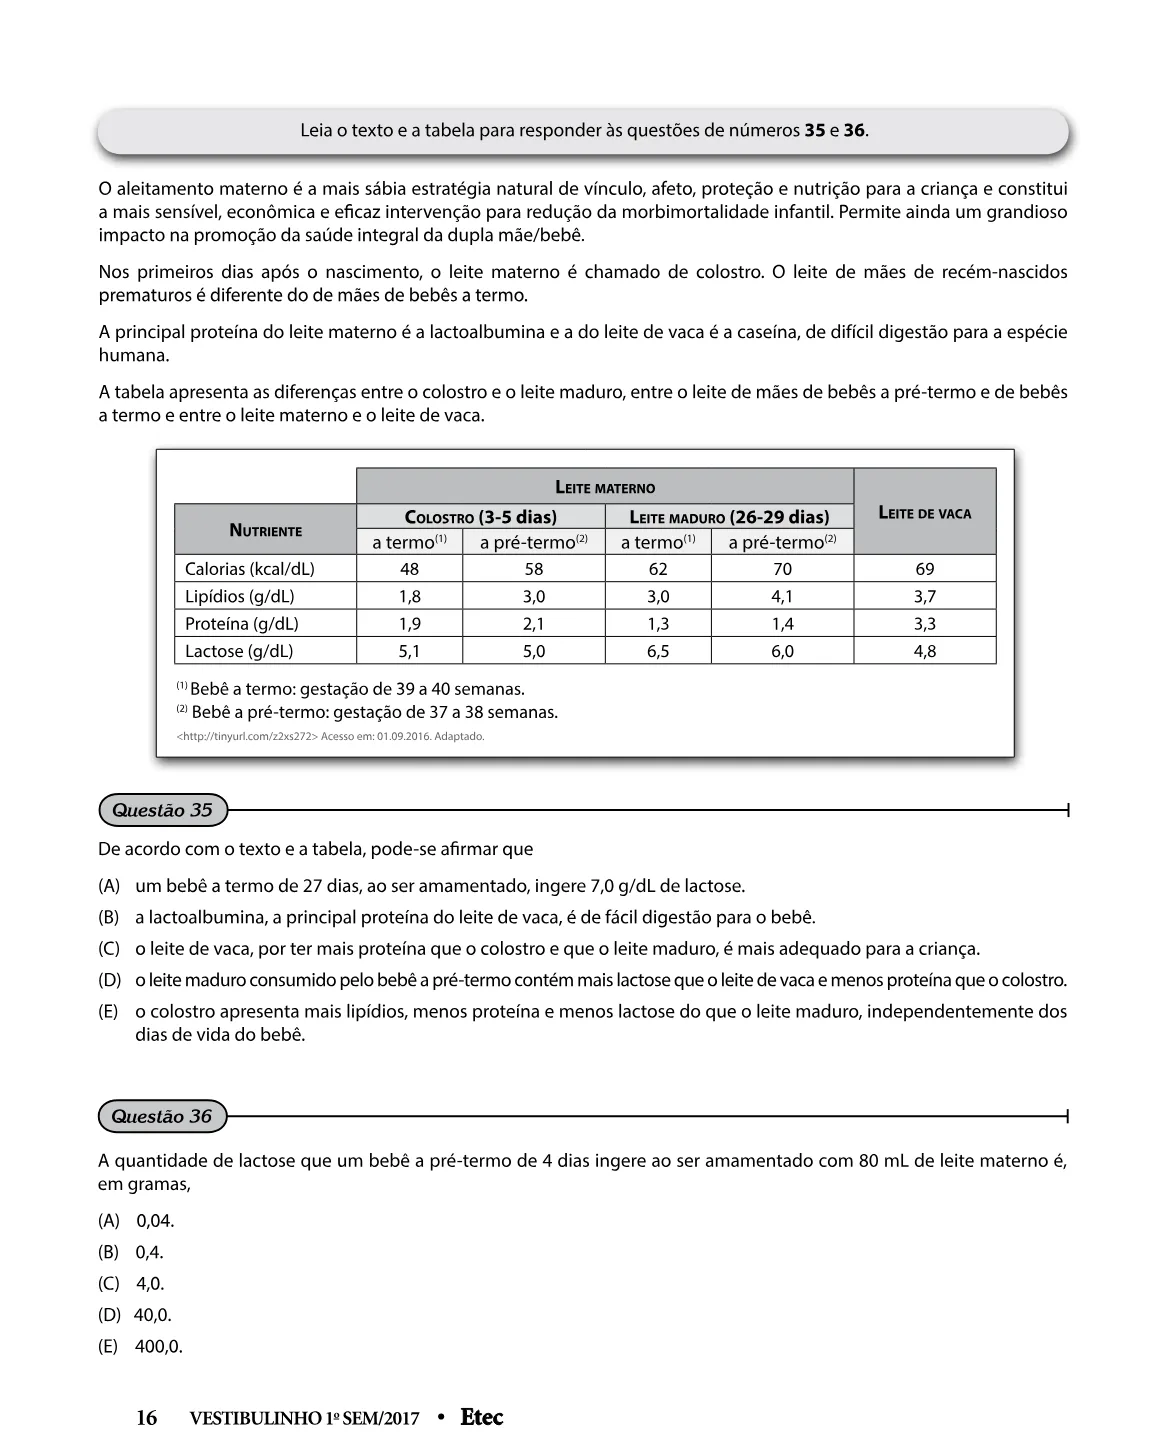 Leia o texto e a tabela para responder às questões de números 35 e 36.
O aleitamento materno é a mais sábia estratégia natural de vínculo, afeto, proteção e nutrição para a criança e constitui
a mais sensível, econômica e eficaz intervenção para redução da morbimortalidade infantil. Permite ainda um grandioso
impacto na promoção da saúde integral da dupla mãe/bebê.
Nos primeiros dias após o nascimento, o leite materno é chamado de colostro. O leite de mães de recém-nascidos
prematuros é diferente do de mães de bebês a termo.
A principal proteína do leite materno é a lactoalbumina e a do leite de vaca é a caseína, de difícil digestão para a espécie
humana.
A tabela apresenta as diferenças entre o colostro e o leite maduro, entre o leite de mães de bebês a pré-termo e de bebês
a termo e entre o leite materno e o leite de vaca.
Leite materno
Leite de vaca
Nutriente
Colostro (3-5 dias) Leite maduro (26-29 dias)
a termo(1) a pré-termo(2) a termo(1) a pré-termo(2)
Calorias (kcal/dL) 48 58 62 70 69
Lipídios (g/dL) 1,8 3,0 3,0 4,1 3,7
Proteína (g/dL) 1,9 2,1 1,3 1,4 3,3
Lactose (g/dL) 5,1 5,0 6,5 6,0 4,8
(1) Bebê a termo: gestação de 39 a 40 semanas.
(2) Bebê a pré-termo: gestação de 37 a 38 semanas.
<http://tinyurl.com/z2xs272> Acesso em: 01.09.2016. Adaptado.
Questão 35
De acordo com o texto e a tabela, pode-se afirmar que
(A) um bebê a termo de 27 dias, ao ser amamentado, ingere 7,0 g/dL de lactose.
(B) a lactoalbumina, a principal proteína do leite de vaca, é de fácil digestão para o bebê.
(C) o leite de vaca, por ter mais proteína que o colostro e que o leite maduro, é mais adequado para a criança.
(D) o leite maduro consumido pelo bebê a pré-termo contém mais lactose que o leite de vaca e menos proteína que o colostro.
(E) o colostro apresenta mais lipídios, menos proteína e menos lactose do que o leite maduro, independentemente dos
dias de vida do bebê.
Questão 36
A quantidade de lactose que um bebê a pré-termo de 4 dias ingere ao ser amamentado com 80 mL de leite materno é,
em gramas,
(A) 0,04.
(B) 0,4.
(C) 4,0.
(D) 40,0.
(E) 400,0.
16 VESTIBULINHO 1º SEM/2017 • Etec